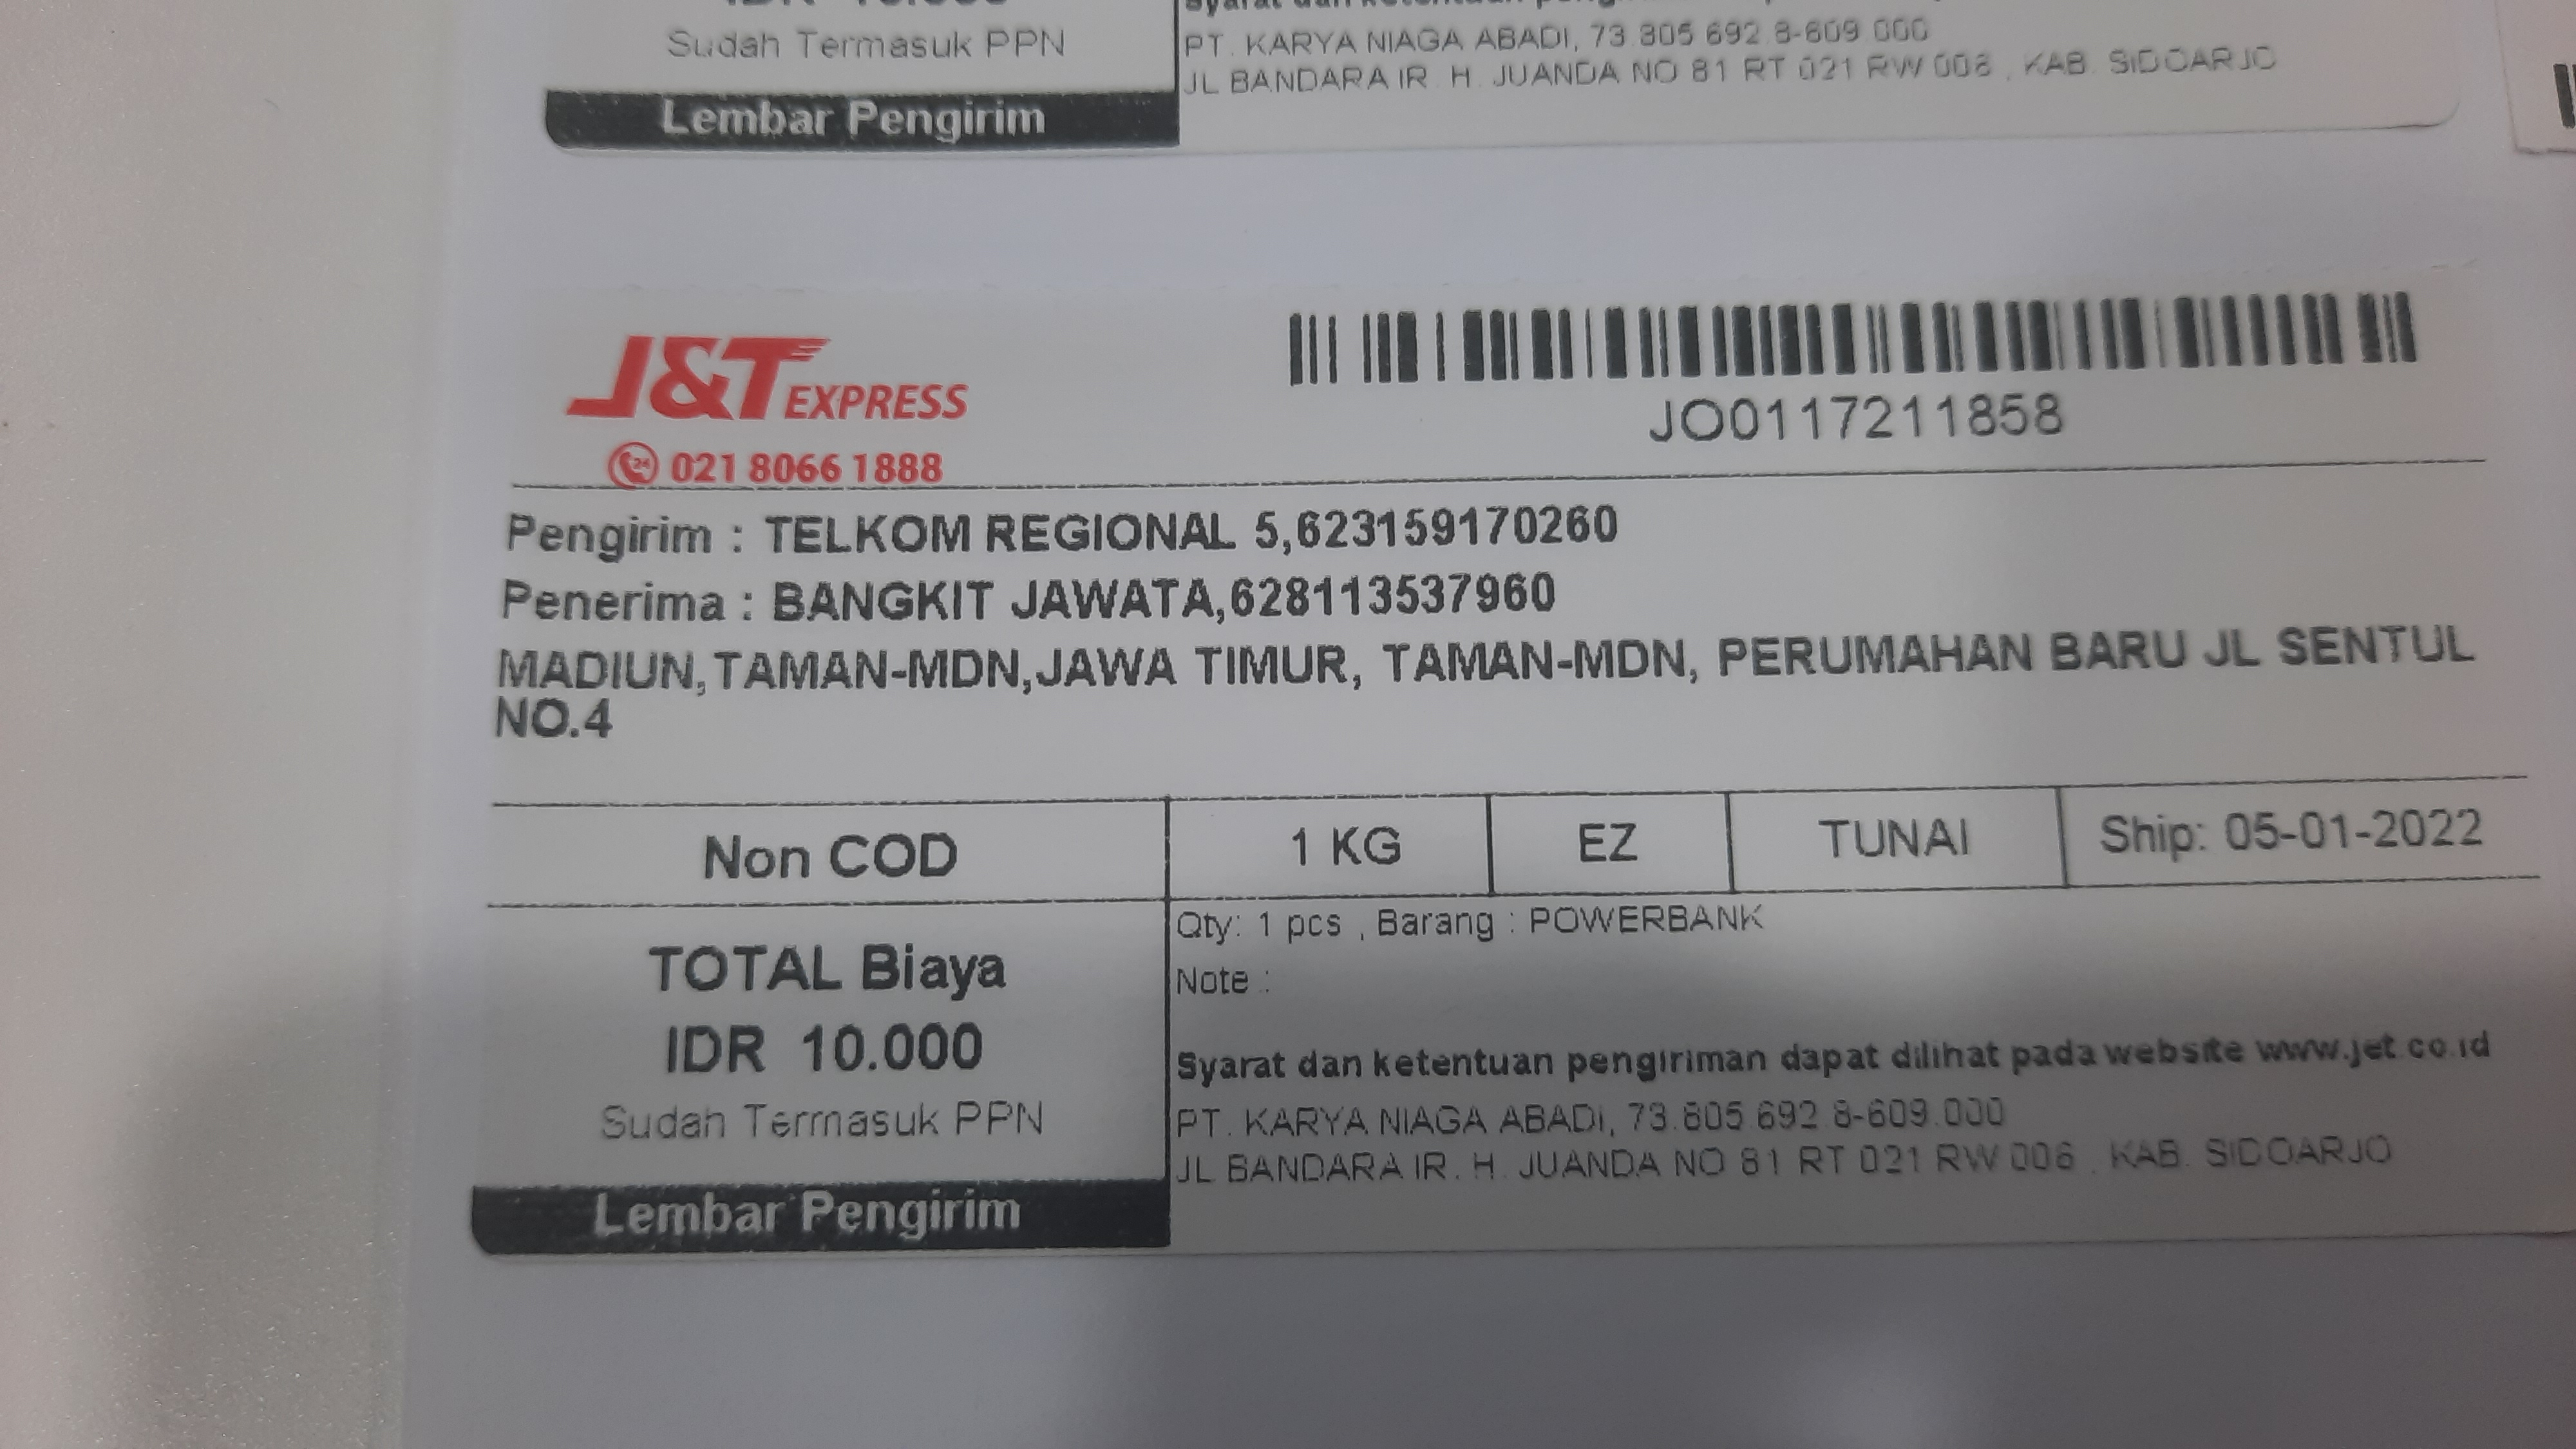 J&T EXPRESS
021 8066 1888
JO0117211858
Pengirim : TELKOM REGIONAL 5,623159170260
Penerima : BANGKIT JAWATA,628113537960
MADIUN,TAMAN-MDN,JAWA TIMUR, TAMAN-MDN, PERUMAHAN BARU JL SENTUL
NO.4
Non COD
1 KG
EZ
TUNAI
Ship: 05-01-2022
TOTAL Biaya
IDR 10.000
Sudah Termasuk PPN
Lembar Pengirim
Qty: 1 pcs , Barang : POWERBANK
Note :
Syarat dan ketentuan pengiriman dapat dilihat pada website www.jet.co.id
PT. KARYA NIAGA ABADI, 73.805.692.8-609.000
JL BANDARA IR. H. JUANDA NO 81 RT 021 RW 006 , KAB. SIDOARJO
Sudah Termasuk PPN
Lembar Pengirim
PT. KARYA NIAGA ABADI, 73.805.692.8-609.000
JL BANDARA IR. H. JUANDA NO 81 RT 021 RW 006 , KAB. SIDOARJO